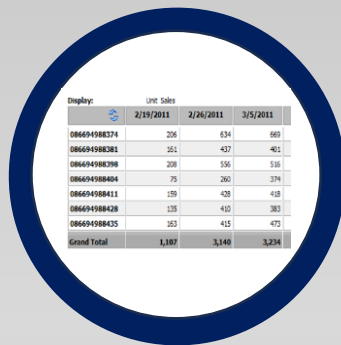 Display: Unit Sales
2/19/2011 2/26/2011 3/5/2011
086694988374 206 634 669
086694988381 161 437 401
086694988398 208 556 516
086694988404 75 260 374
086694988411 159 428 418
086694988428 135 410 383
086694988435 163 415 473
Grand Total 1,107 3,140 3,234